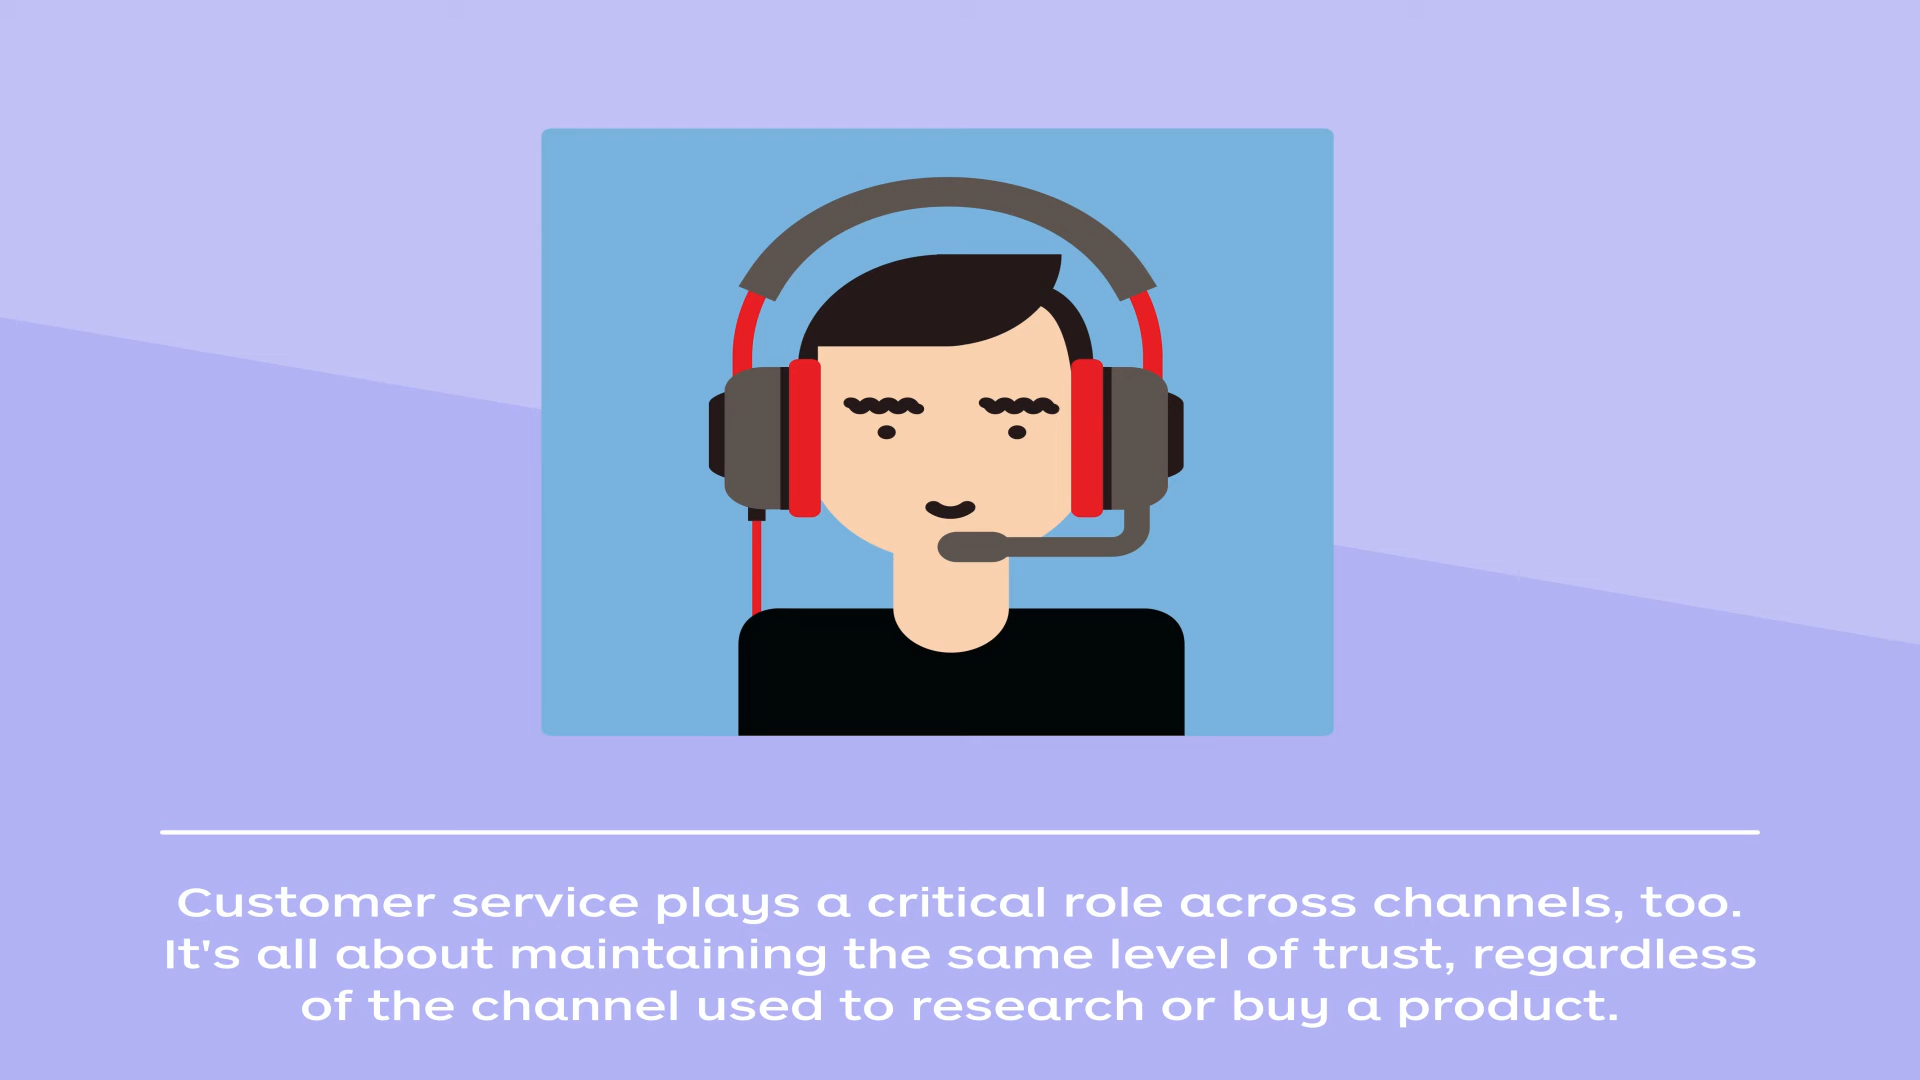 Customer service plays a critical role across channels, too.
It's all about maintaining the same level of trust, regardless
of the channel used to research or buy a product.